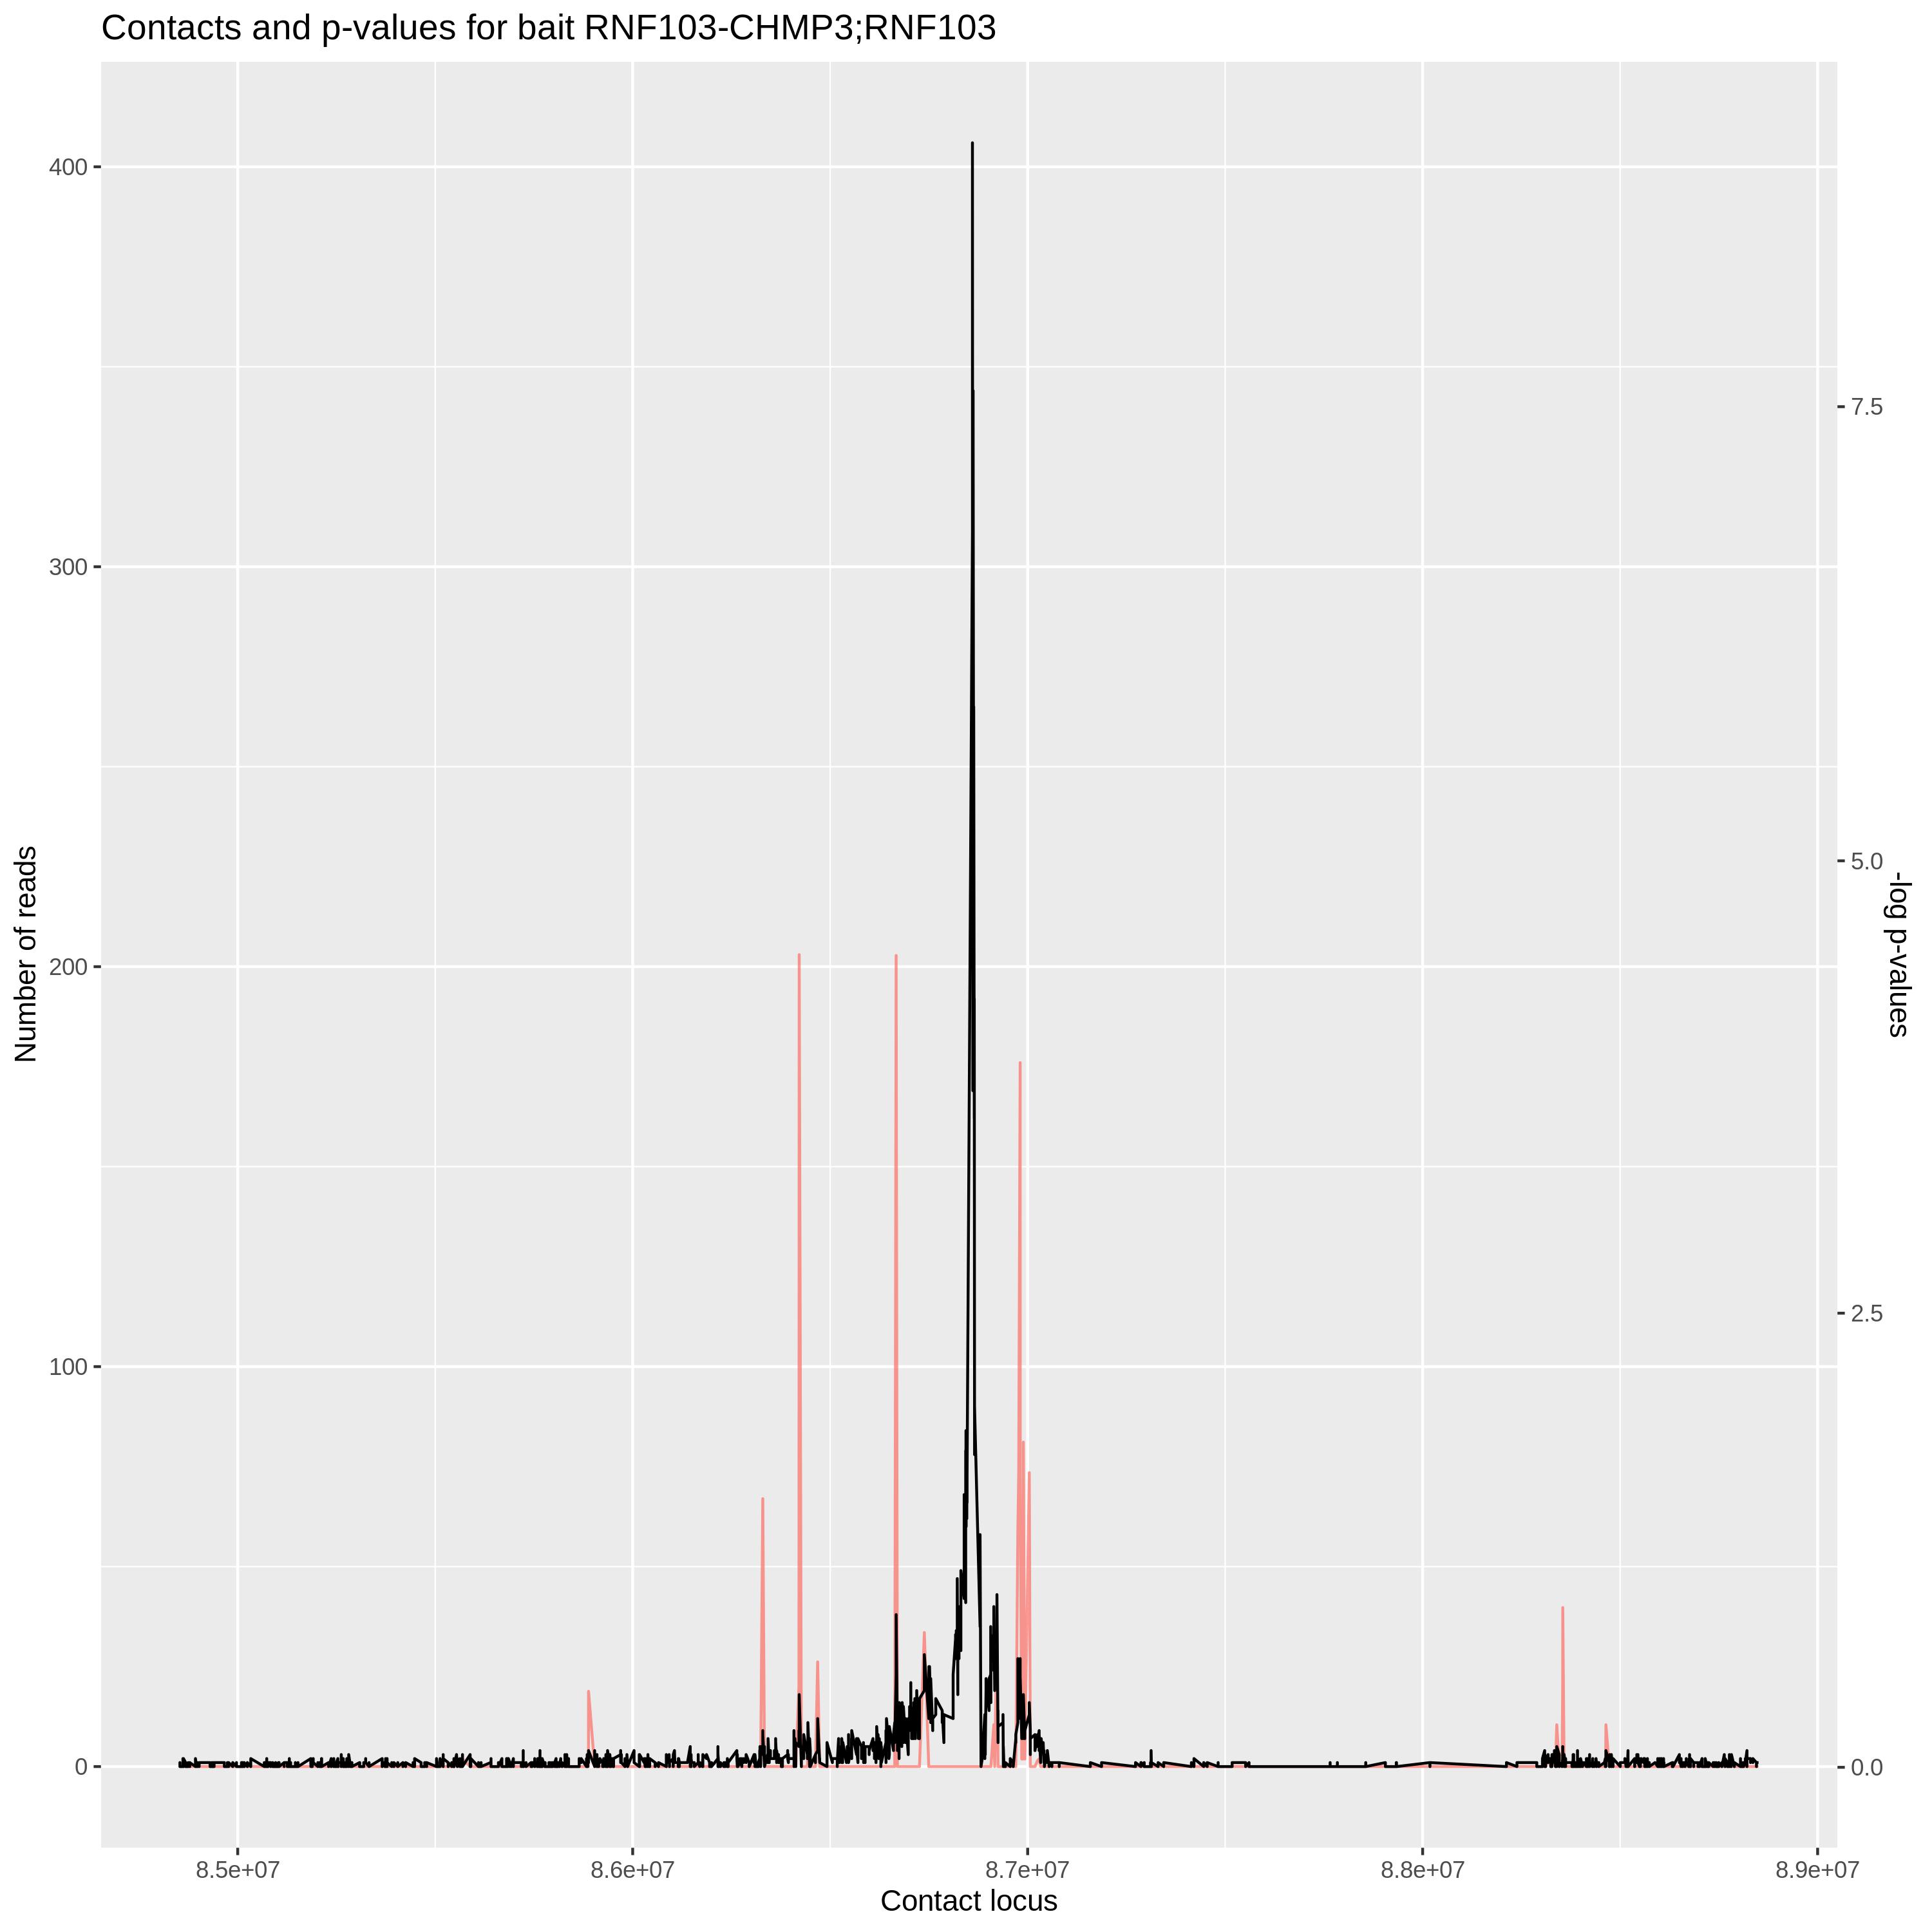 Contacts and p-values for bait RNF103-CHMP3;RNF103
400
300
200
100
0
Number of reads
7.5
5.0
2.5
0.0
-log p-values
8.5e+07
8.6e+07
8.7e+07
8.8e+07
8.9e+07
Contact locus